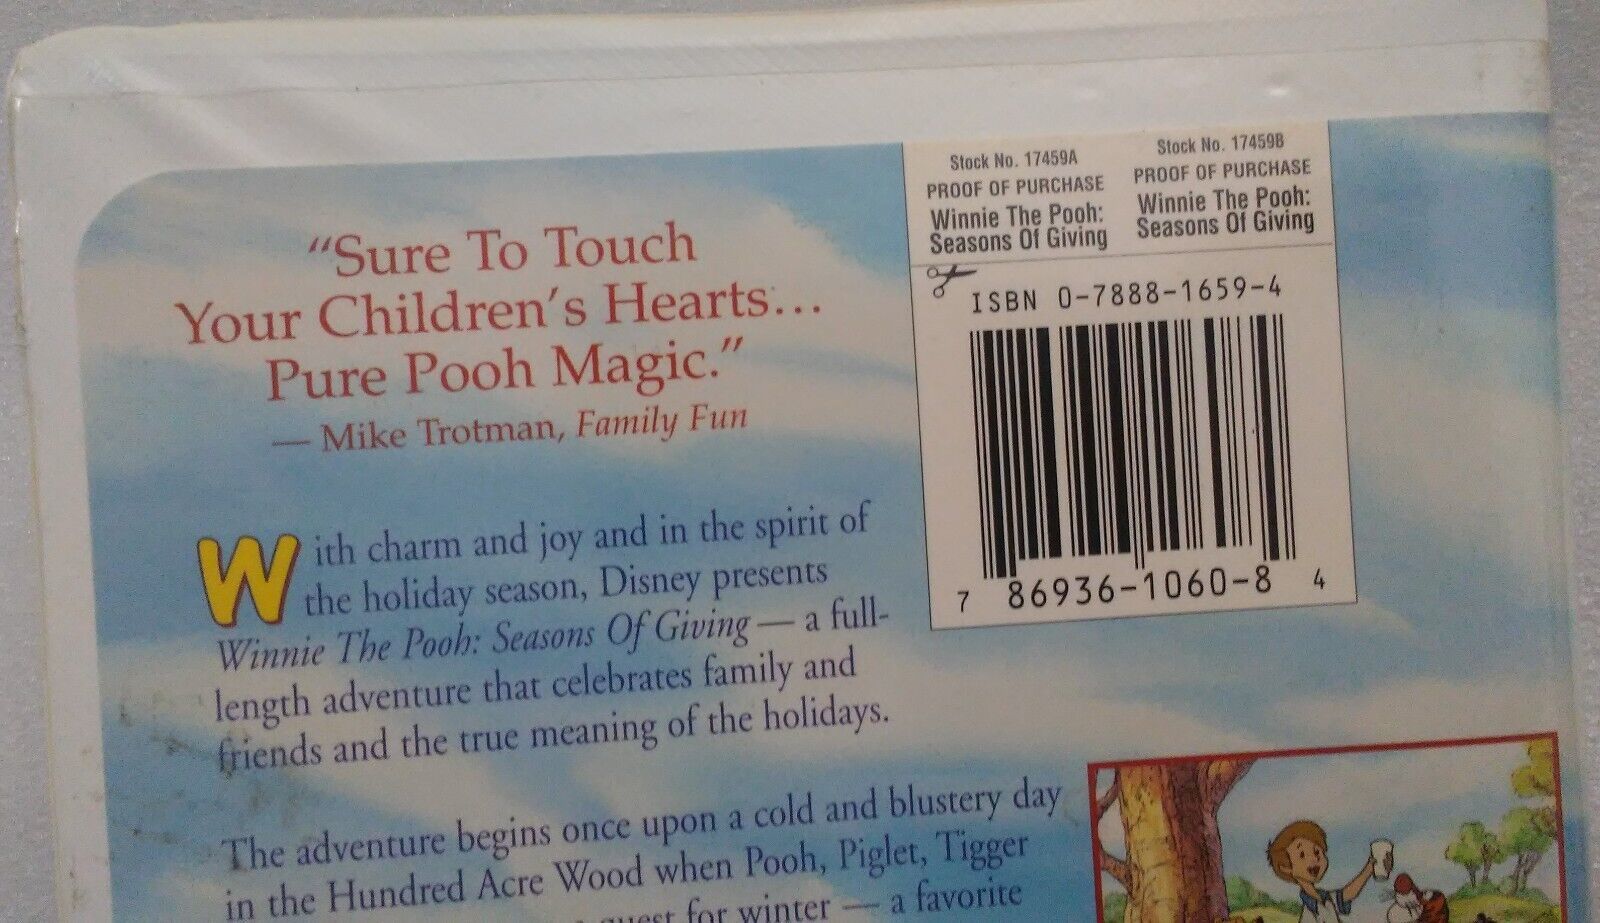 "Sure To Touch
Your Children's Hearts...
Pure Pooh Magic."
— Mike Trotman, Family Fun
With charm and joy and in the spirit of
the holiday season, Disney presents
Winnie The Pooh: Seasons Of Giving — a full-
length adventure that celebrates family and
friends and the true meaning of the holidays.
The adventure begins once upon a cold and blustery day
in the Hundred Acre Wood when Pooh, Piglet, Tigger
quest for winter — a favorite
Stock No. 17459A
PROOF OF PURCHASE
Winnie The Pooh:
Seasons Of Giving
Stock No. 17459B
PROOF OF PURCHASE
Winnie The Pooh:
Seasons Of Giving
ISBN 0-7888-1659-4
7 86936-1060-8 4